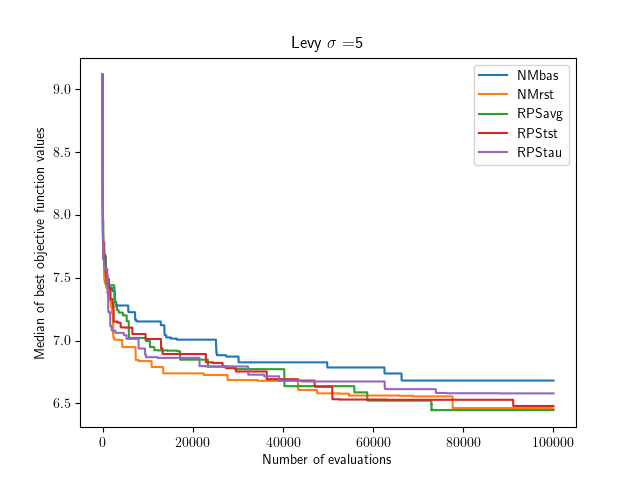 Levy σ =5
Median of best objective function values
9.0
8.5
8.0
7.5
7.0
6.5
NMbas
NMrst
RPSavg
RPStst
RPStau
0 20000 40000 60000 80000 100000
Number of evaluations